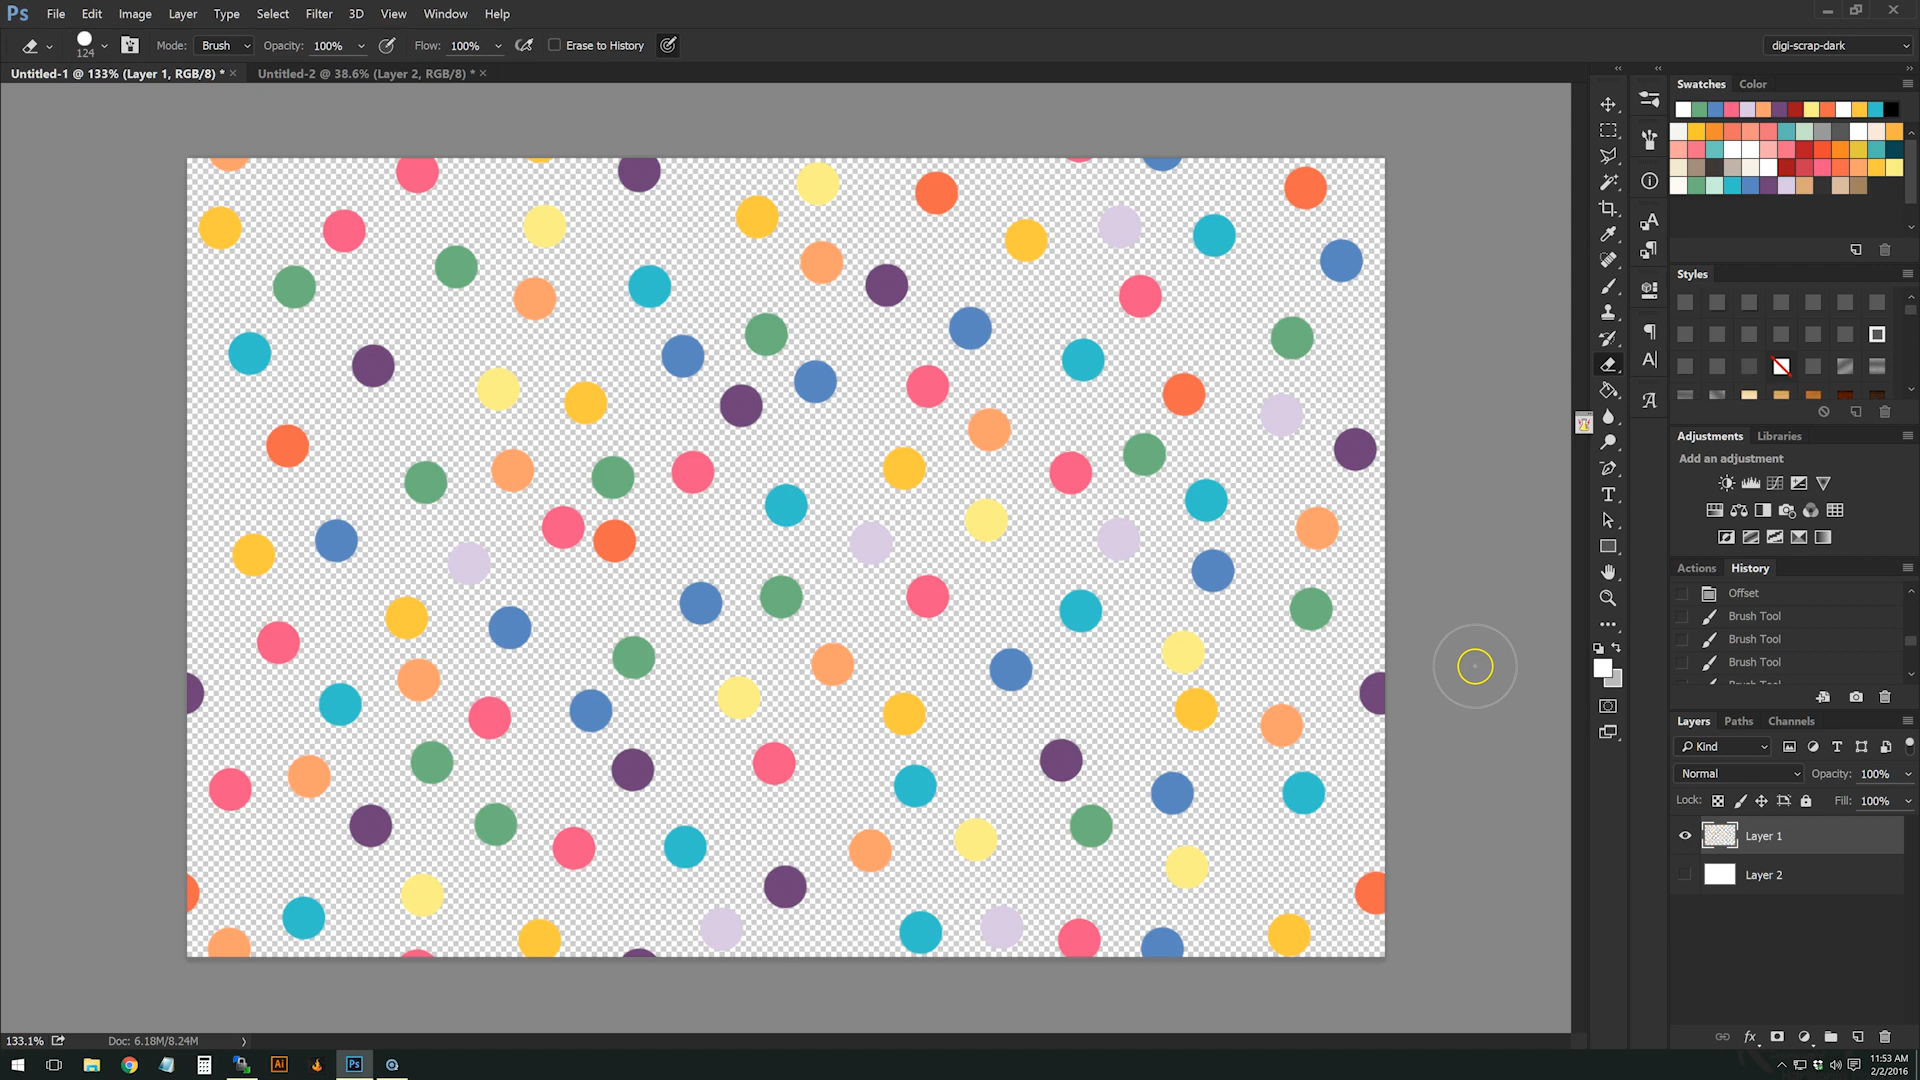 Ps File Edit Image Layer Type Select Filter 3D View Window Help
124 Mode: Brush Opacity: 100% Flow: 100% Erase to History digi-scrap-dark
Untitled-1 @ 133% (Layer 1, RGB/8) * × Untitled-2 @ 38.6% (Layer 2, RGB/8) * ×
Swatches Color
Styles
Adjustments Libraries
Add an adjustment
Actions History
Offset
Brush Tool
Brush Tool
Brush Tool
Layers Paths Channels
Kind
Normal Opacity: 100%
Lock: Fill: 100%
Layer 1
Layer 2
fx
133.1% Doc: 6.18M/8.24M
Ai Ps
11:53 AM
2/2/2016